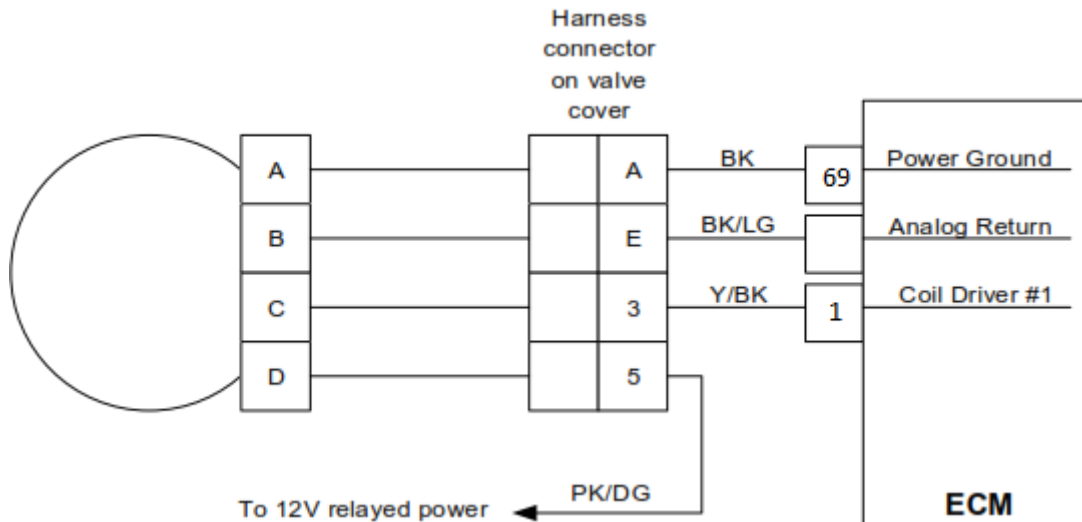 Harness
connector
on valve
cover
A
A
BK
69
Power Ground
B
E
BK/LG
Analog Return
C
3
Y/BK
1
Coil Driver #1
D
5
To 12V relayed power
PK/DG
ECM